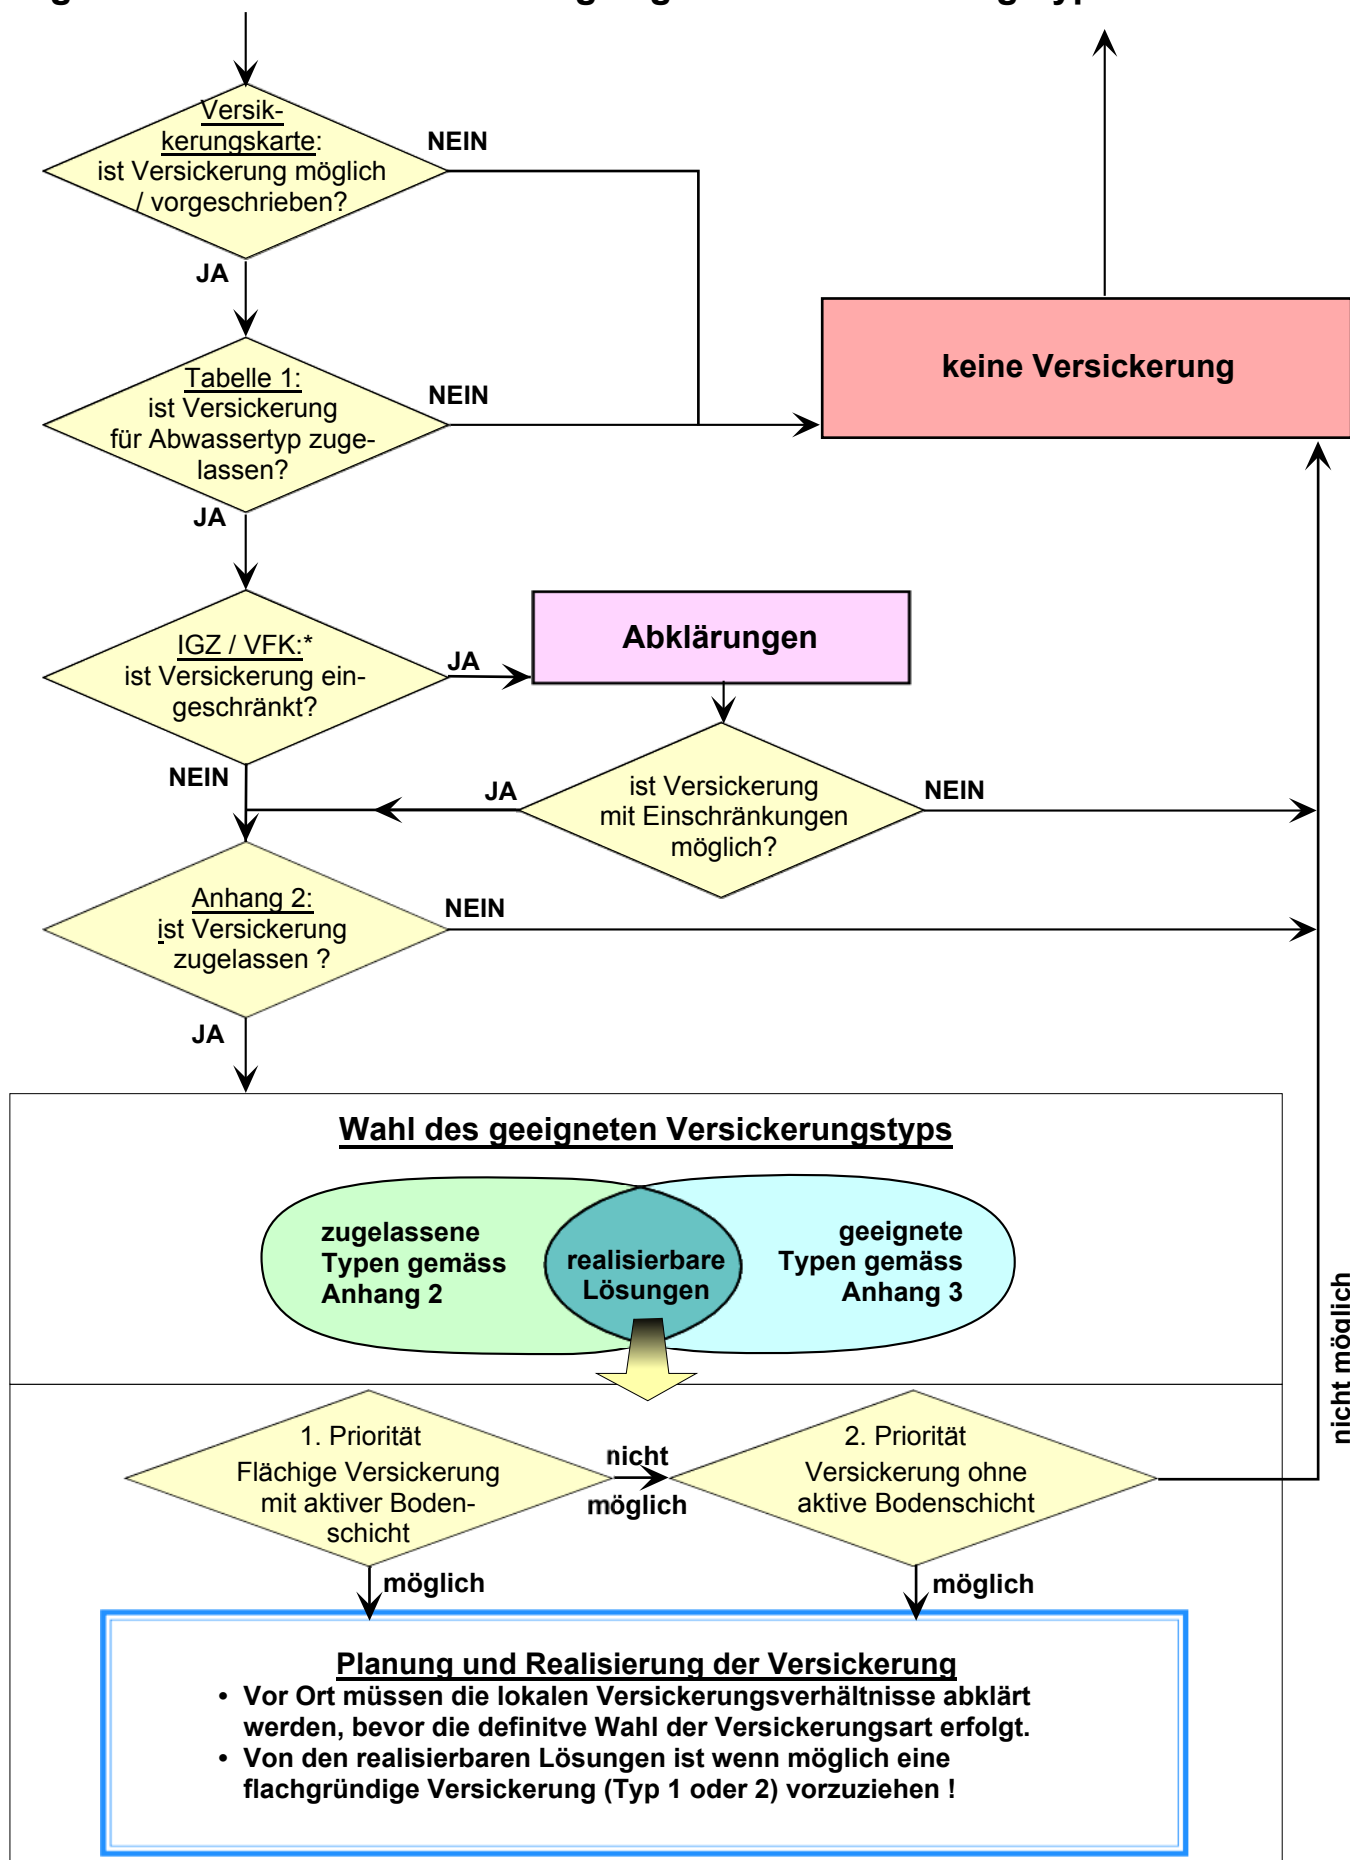 Versik-
kerungskarte:
ist Versickerung möglich
/ vorgeschrieben?
NEIN
JA
keine Versickerung
Tabelle 1:
ist Versickerung
für Abwassertyp zuge-
lassen?
NEIN
JA
IGZ / VFK:*
ist Versickerung ein-
geschränkt?
JA
Abklärungen
NEIN
ist Versickerung
mit Einschränkungen
möglich?
JA
NEIN
Anhang 2:
ist Versickerung
zugelassen ?
NEIN
JA
Wahl des geeigneten Versickerungstyps
zugelassene
Typen gemäss
Anhang 2
realisierbare
Lösungen
geeignete
Typen gemäss
Anhang 3
nicht möglich
1. Priorität
Flächige Versickerung
mit aktiver Boden-
schicht
nicht
möglich
2. Priorität
Versickerung ohne
aktive Bodenschicht
möglich
möglich
Planung und Realisierung der Versickerung
• Vor Ort müssen die lokalen Versickerungsverhältnisse abklärt
werden, bevor die definitve Wahl der Versickerungsart erfolgt.
• Von den realisierbaren Lösungen ist wenn möglich eine
flachgründige Versickerung (Typ 1 oder 2) vorzuziehen !